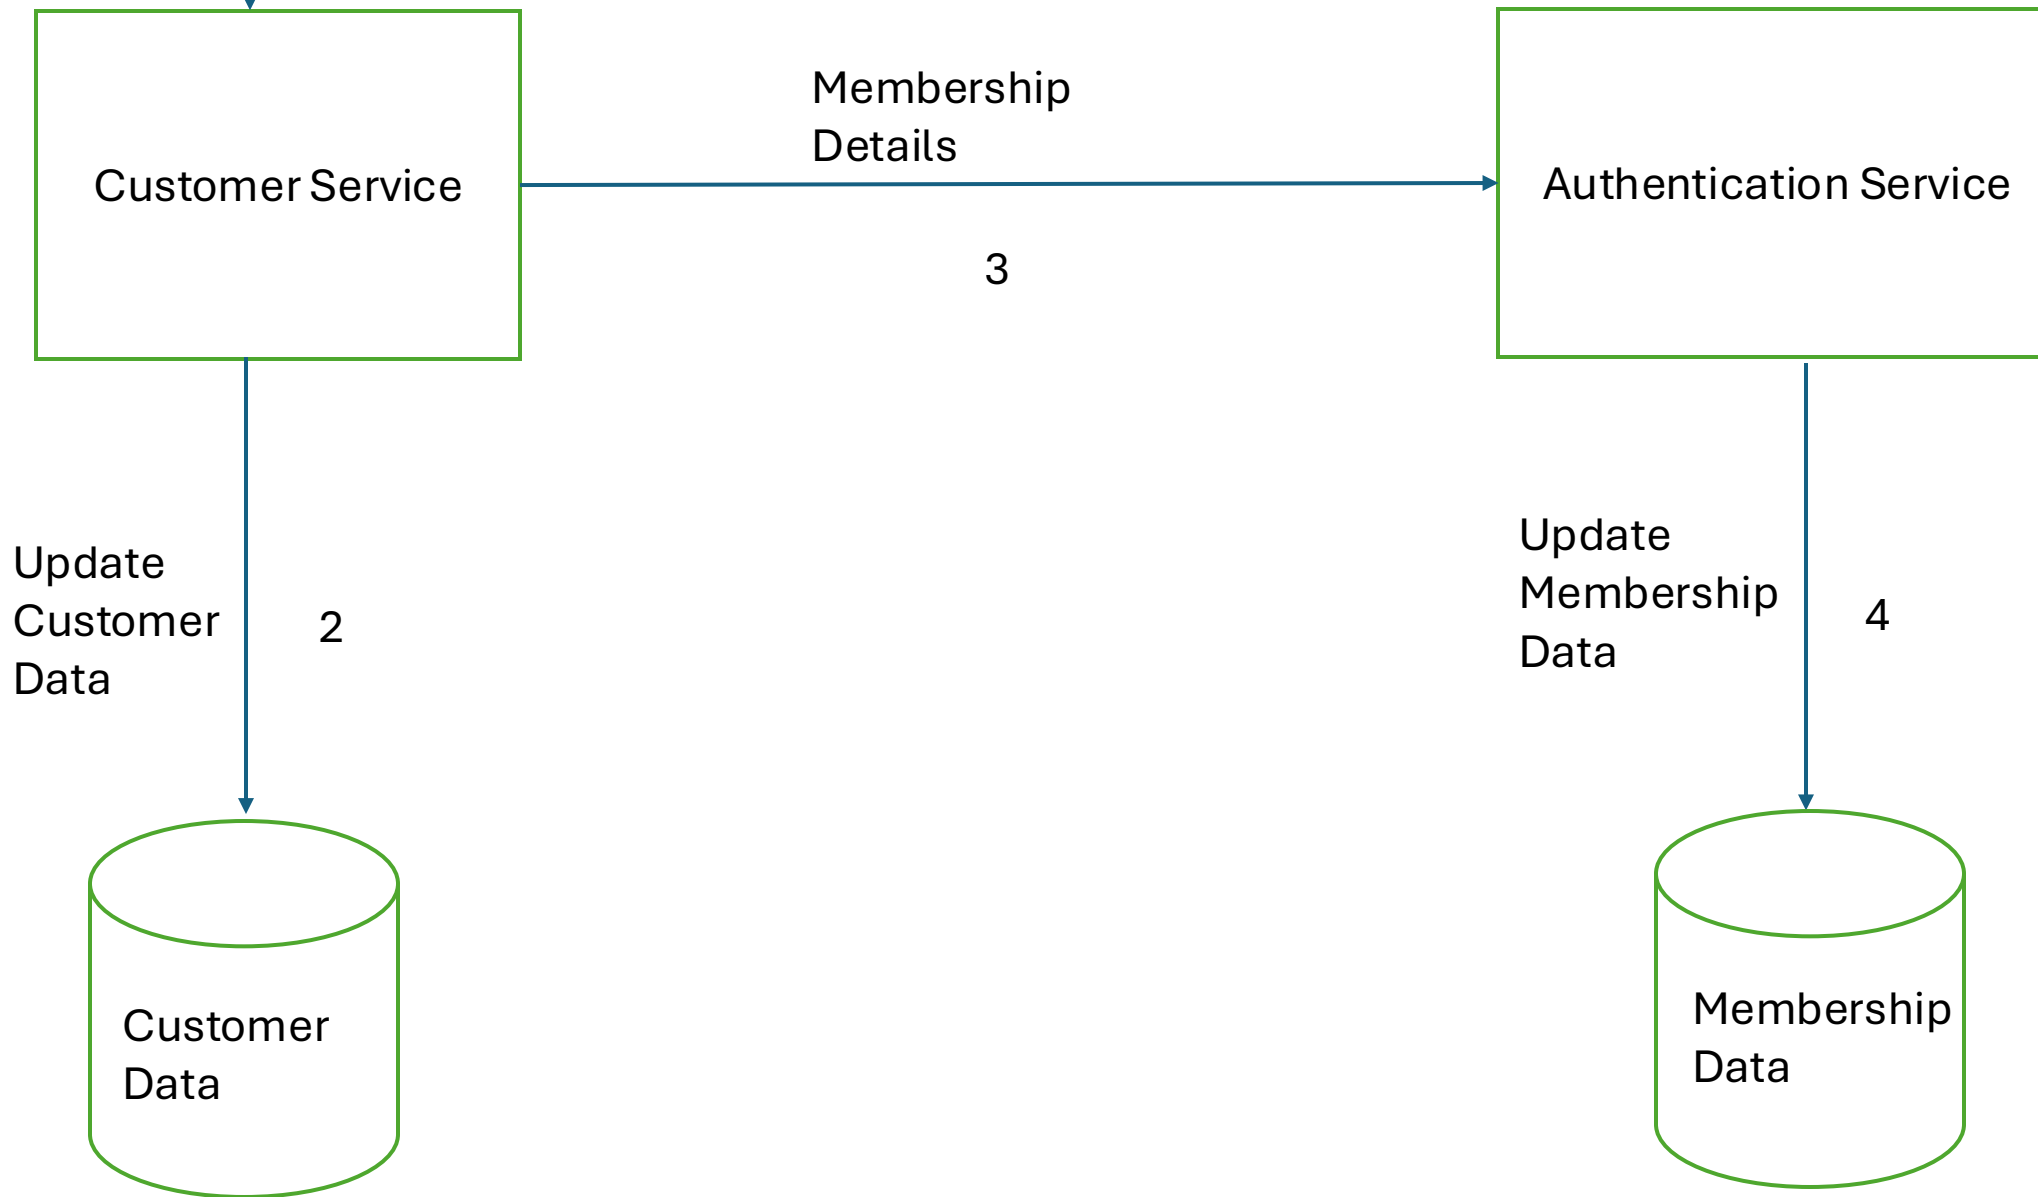 Membership
Details
Customer Service
Authentication Service
3
Update
Customer
Data
2
Update
Membership
Data
4
Customer
Data
Membership
Data